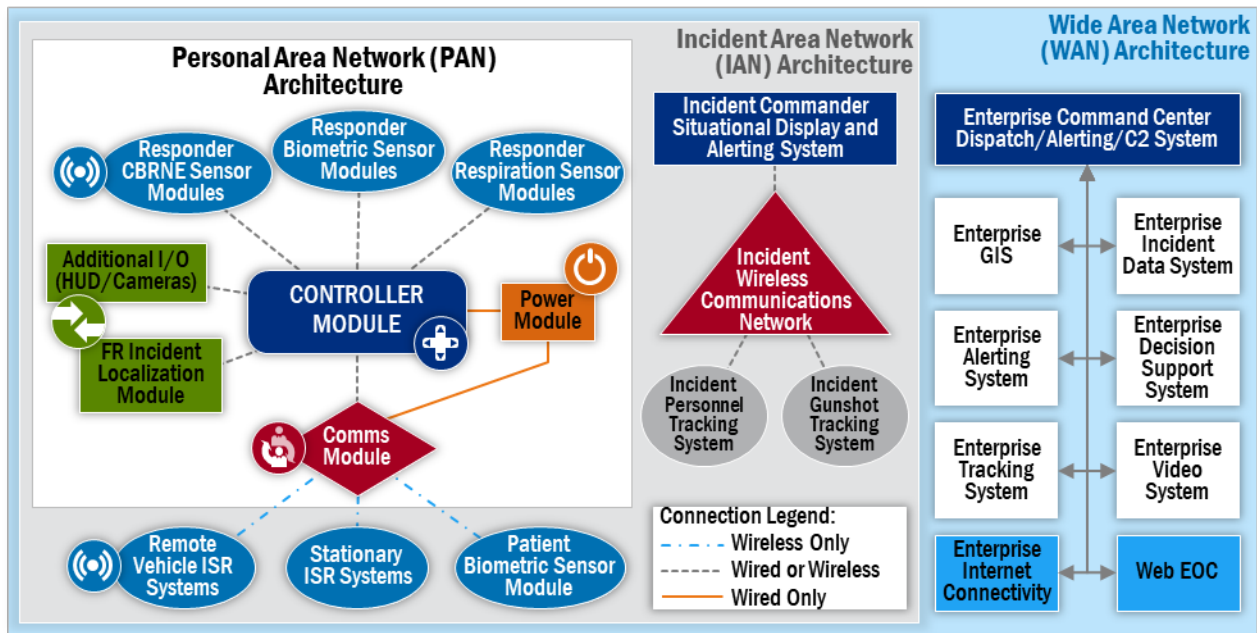 Personal Area Network (PAN)
Architecture
Responder
CBRNE Sensor
Modules
Responder
Biometric Sensor
Modules
Responder
Respiration Sensor
Modules
Additional I/O
(HUD/Cameras)
CONTROLLER
MODULE
Power
Module
FR Incident
Localization
Module
Comms
Module
Remote
Vehicle ISR
Systems
Stationary
ISR Systems
Patient
Biometric Sensor
Module
Incident Area Network
(IAN) Architecture
Incident Commander
Situational Display and
Alerting System
Incident
Wireless
Communications
Network
Incident
Personnel
Tracking
System
Incident
Gunshot
Tracking
System
Connection Legend:
Wireless Only
Wired or Wireless
Wired Only
Wide Area Network
(WAN) Architecture
Enterprise Command Center
Dispatch/Alerting/C2 System
Enterprise
GIS
Enterprise
Incident
Data System
Enterprise
Alerting
System
Enterprise
Decision
Support
System
Enterprise
Tracking
System
Enterprise
Video
System
Enterprise
Internet
Connectivity
Web EOC